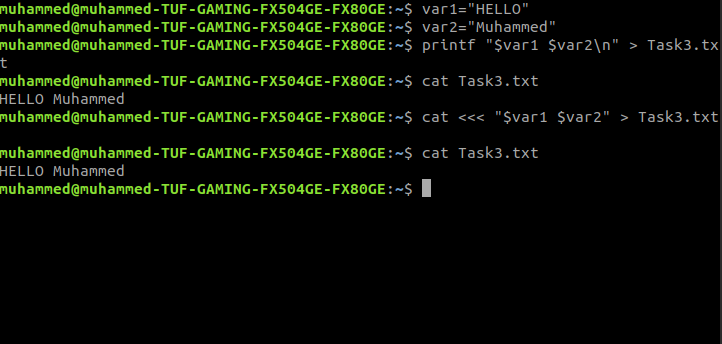 muhammed@muhammed-TUF-GAMING-FX504GE-FX80GE:~$ var1="HELLO"
muhammed@muhammed-TUF-GAMING-FX504GE-FX80GE:~$ var2="Muhammed"
muhammed@muhammed-TUF-GAMING-FX504GE-FX80GE:~$ printf "$var1 $var2\n" > Task3.tx
t
muhammed@muhammed-TUF-GAMING-FX504GE-FX80GE:~$ cat Task3.txt
HELLO Muhammed
muhammed@muhammed-TUF-GAMING-FX504GE-FX80GE:~$ cat <<< "$var1 $var2" > Task3.txt
muhammed@muhammed-TUF-GAMING-FX504GE-FX80GE:~$ cat Task3.txt
HELLO Muhammed
muhammed@muhammed-TUF-GAMING-FX504GE-FX80GE:~$